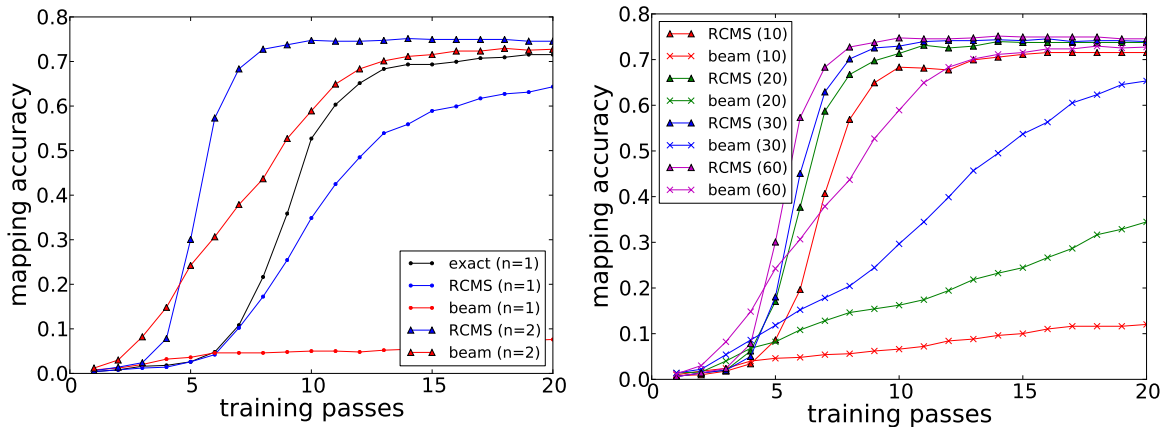 0.8
0.7
0.6
0.5
0.4
0.3
0.2
0.1
0.0
0 5 10 15 20
mapping accuracy
training passes
exact (n=1)
RCMS (n=1)
beam (n=1)
RCMS (n=2)
beam (n=2)
0.8
0.7
0.6
0.5
0.4
0.3
0.2
0.1
0.0
0 5 10 15 20
mapping accuracy
training passes
RCMS (10)
beam (10)
RCMS (20)
beam (20)
RCMS (30)
beam (30)
RCMS (60)
beam (60)